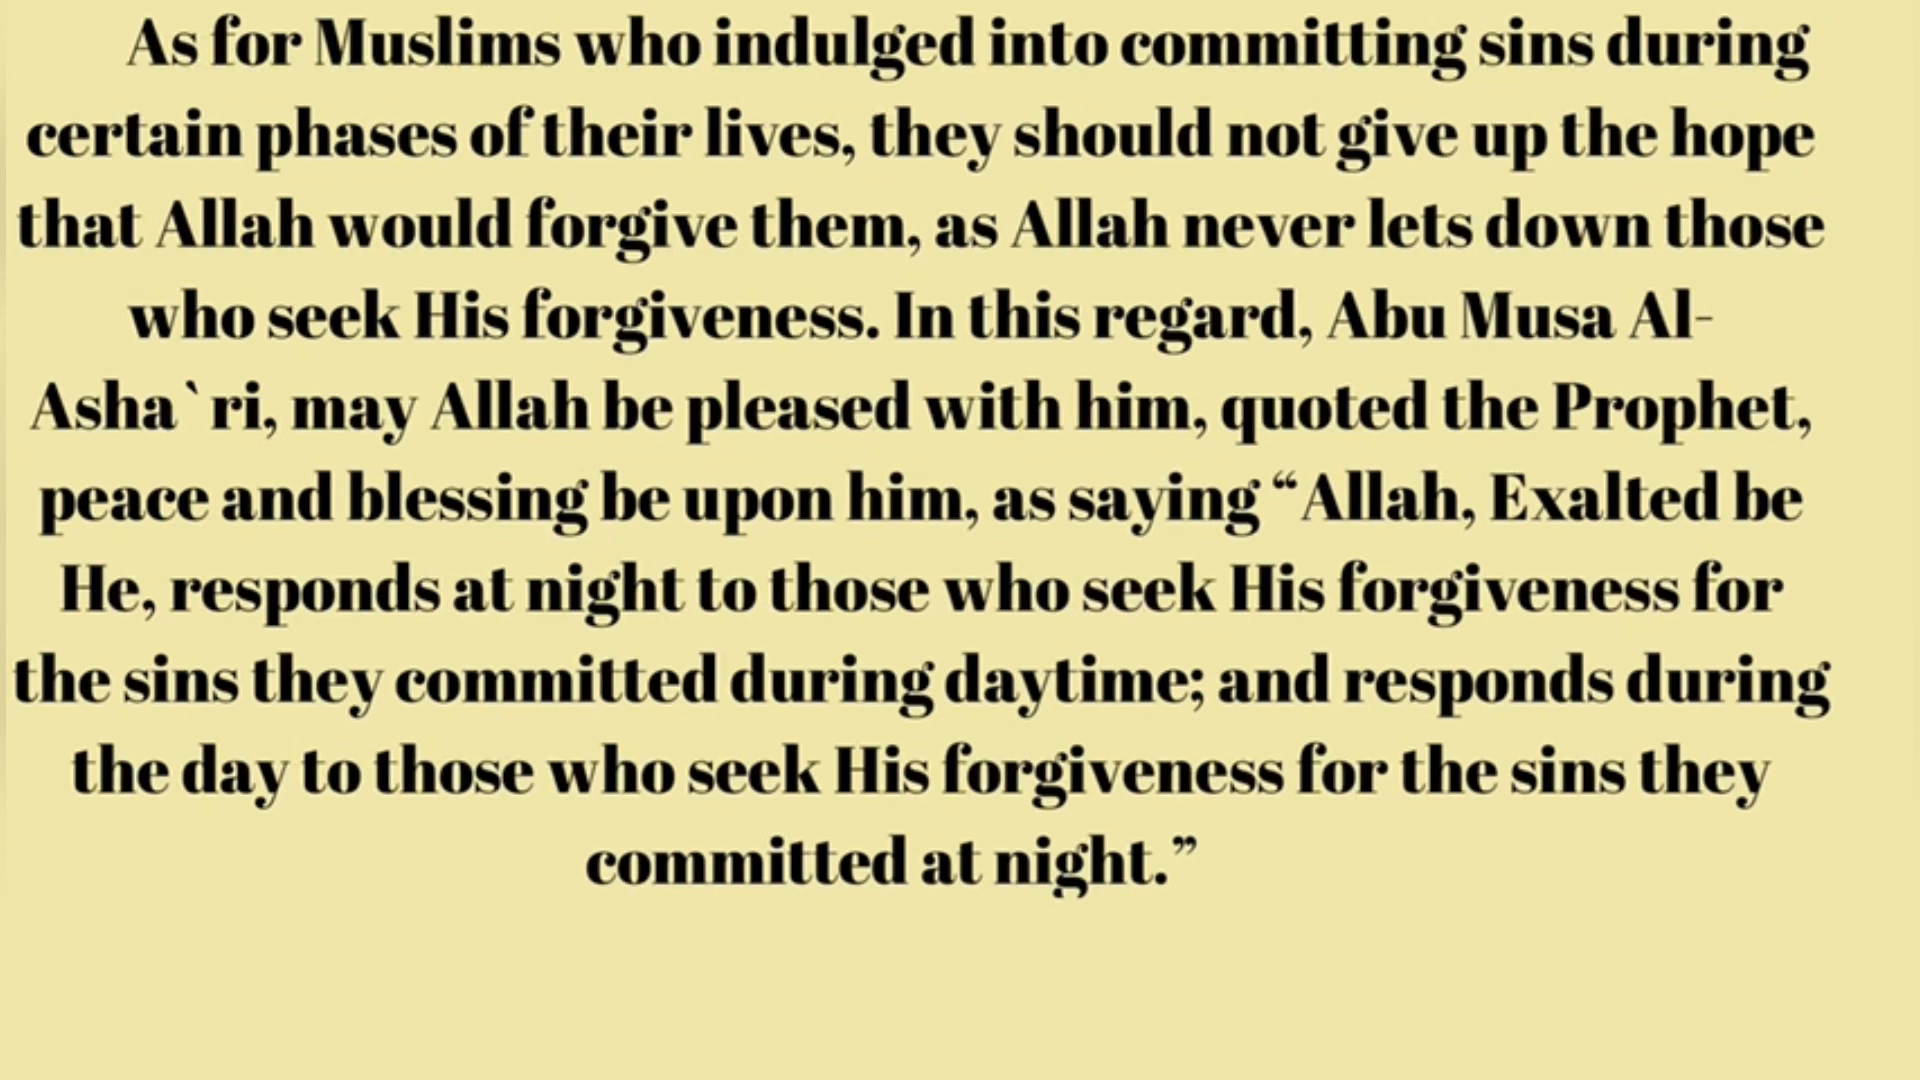 As for Muslims who indulged into committing sins during
certain phases of their lives, they should not give up the hope
that Allah would forgive them, as Allah never lets down those
who seek His forgiveness. In this regard, Abu Musa Al-
Asha`ri, may Allah be pleased with him, quoted the Prophet,
peace and blessing be upon him, as saying “Allah, Exalted be
He, responds at night to those who seek His forgiveness for
the sins they committed during daytime; and responds during
the day to those who seek His forgiveness for the sins they
committed at night.”